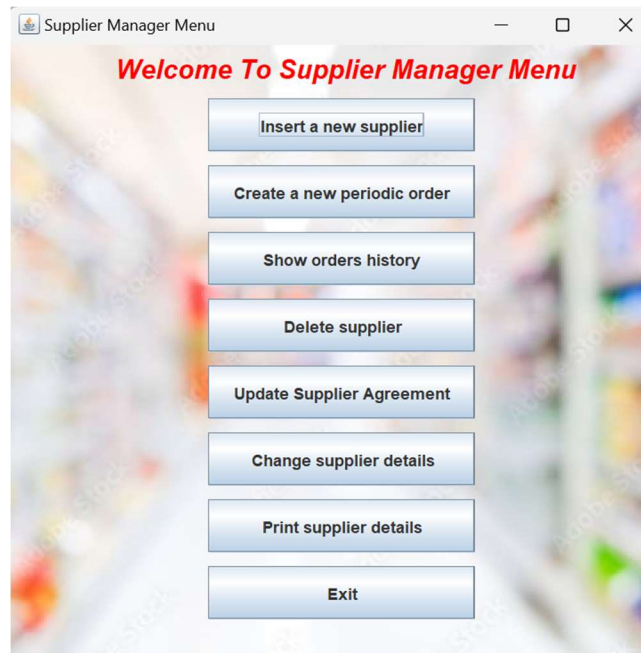 Supplier Manager Menu
Welcome To Supplier Manager Menu
Insert a new supplier
Create a new periodic order
Show orders history
Delete supplier
Update Supplier Agreement
Change supplier details
Print supplier details
Exit